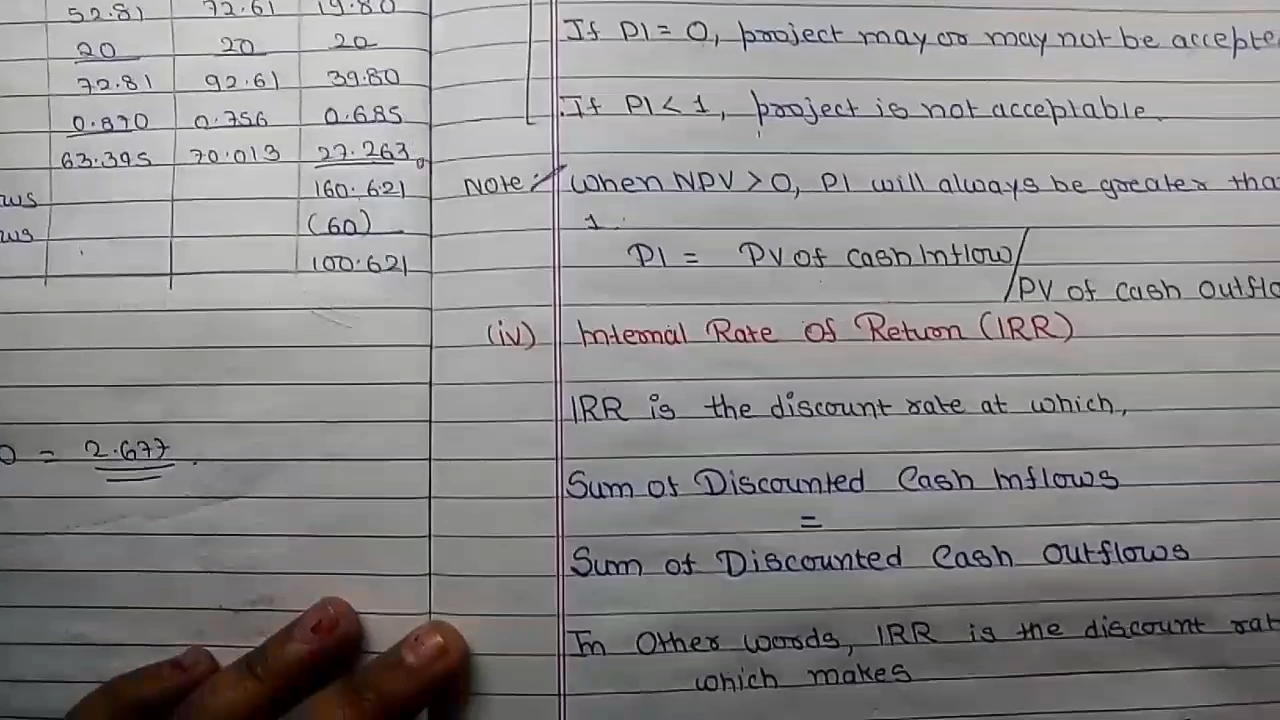 52.81 72.61 19.80
20 20 20
72.81 92.61 39.80
0.870 0.756 0.685
63.395 70.013 27.263
ws 160.621
ws (60)
100.621
= 2.677
If PI = 0, project may or may not be accepte
If PI < 1, project is not acceptable.
Note:- When NPV > 0, PI will always be greater tha
1.
PI = PV of cash Inflow/
/PV of cash outflo
(iv) Internal Rate Of Return (IRR)
IRR is the discount rate at which,
Sum of Discounted Cash Inflows
=
Sum of Discounted Cash Outflows
In Other words, IRR is the discount rat
which makes